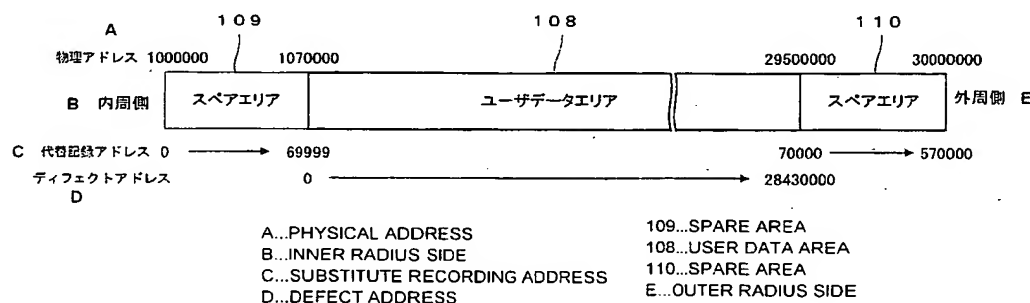 109 108 110
A
物理アドレス 1000000 1070000 29500000 30000000
B 内周側 スペアエリア ユーザデータエリア スペアエリア 外周側 E
C 代替記録アドレス 0 69999 70000 570000
ディフェクトアドレス 0 28430000
D
A...PHYSICAL ADDRESS
B...INNER RADIUS SIDE
C...SUBSTITUTE RECORDING ADDRESS
D...DEFECT ADDRESS
109...SPARE AREA
108...USER DATA AREA
110...SPARE AREA
E...OUTER RADIUS SIDE